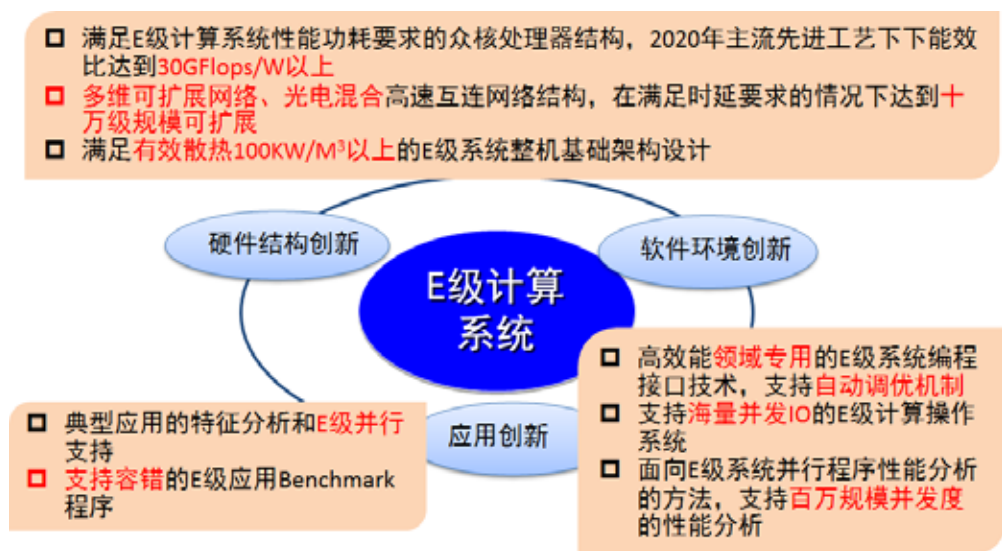 满足E级计算系统性能功耗要求的众核处理器结构，2020年主流先进工艺下下能效
比达到30GFlops/W以上
多维可扩展网络、光电混合高速互连网络结构，在满足时延要求的情况下达到十
万级规模可扩展
满足有效散热100KW/M³以上的E级系统整机基础架构设计
硬件结构创新
软件环境创新
E级计算
系统
高效能领域专用的E级系统编程
接口技术，支持自动调优机制
支持海量并发IO的E级计算操作
系统
面向E级系统并行程序性能分析
的方法，支持百万规模并发度
的性能分析
典型应用的特征分析和E级并行
支持
支持容错的E级应用Benchmark
程序
应用创新